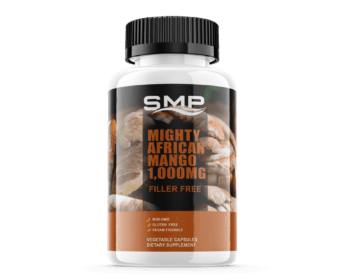 SMP
MIGHTY
AFRICAN
MANGO
1,000MG
FILLER FREE
NON-GMO
GLUTEN-FREE
VEGAN FRIENDLY
VEGETABLE CAPSULES
DIETARY SUPPLEMENT